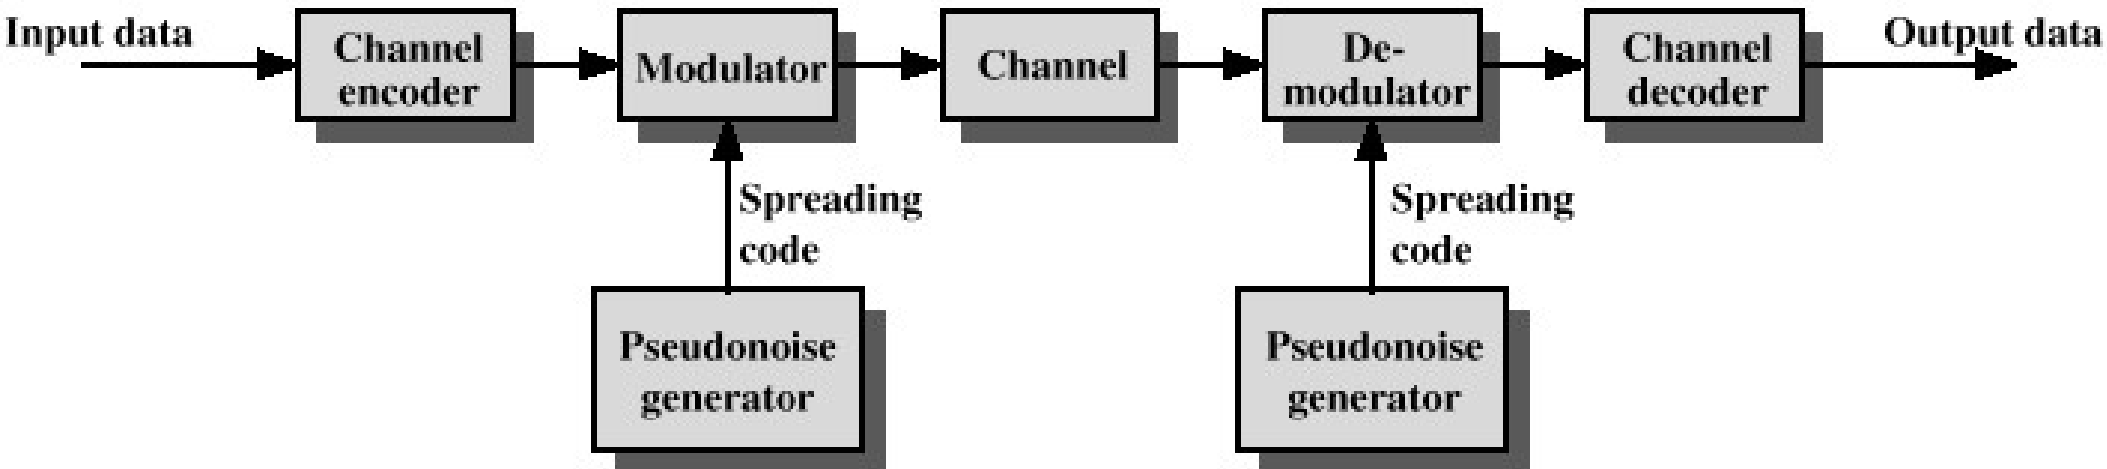 Input data
Channel
encoder
Modulator
Channel
De-
modulator
Channel
decoder
Output data
Spreading
code
Spreading
code
Pseudonoise
generator
Pseudonoise
generator